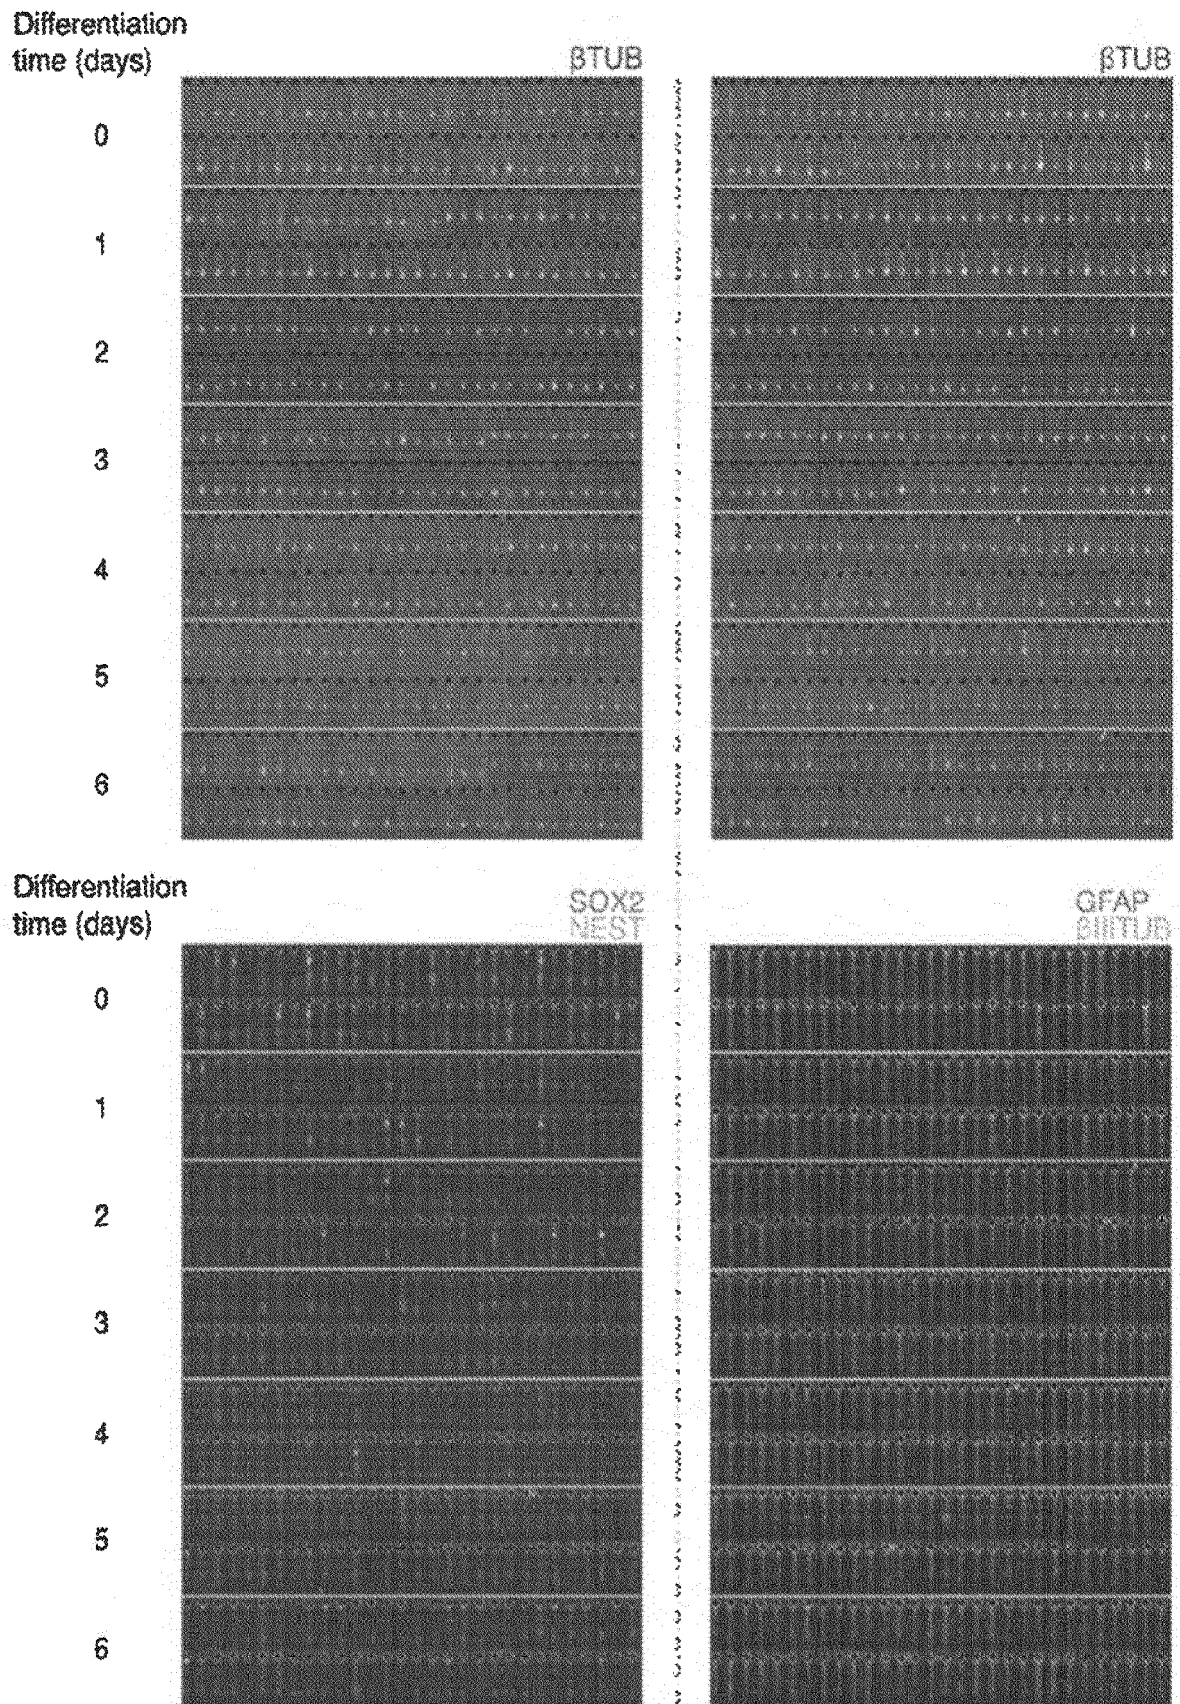 Differentiation
time (days)
βTUB
βTUB
0
1
2
3
4
5
6
Differentiation
time (days)
SOX2
NEST
GFAP
βIIITUB
0
1
2
3
4
5
6